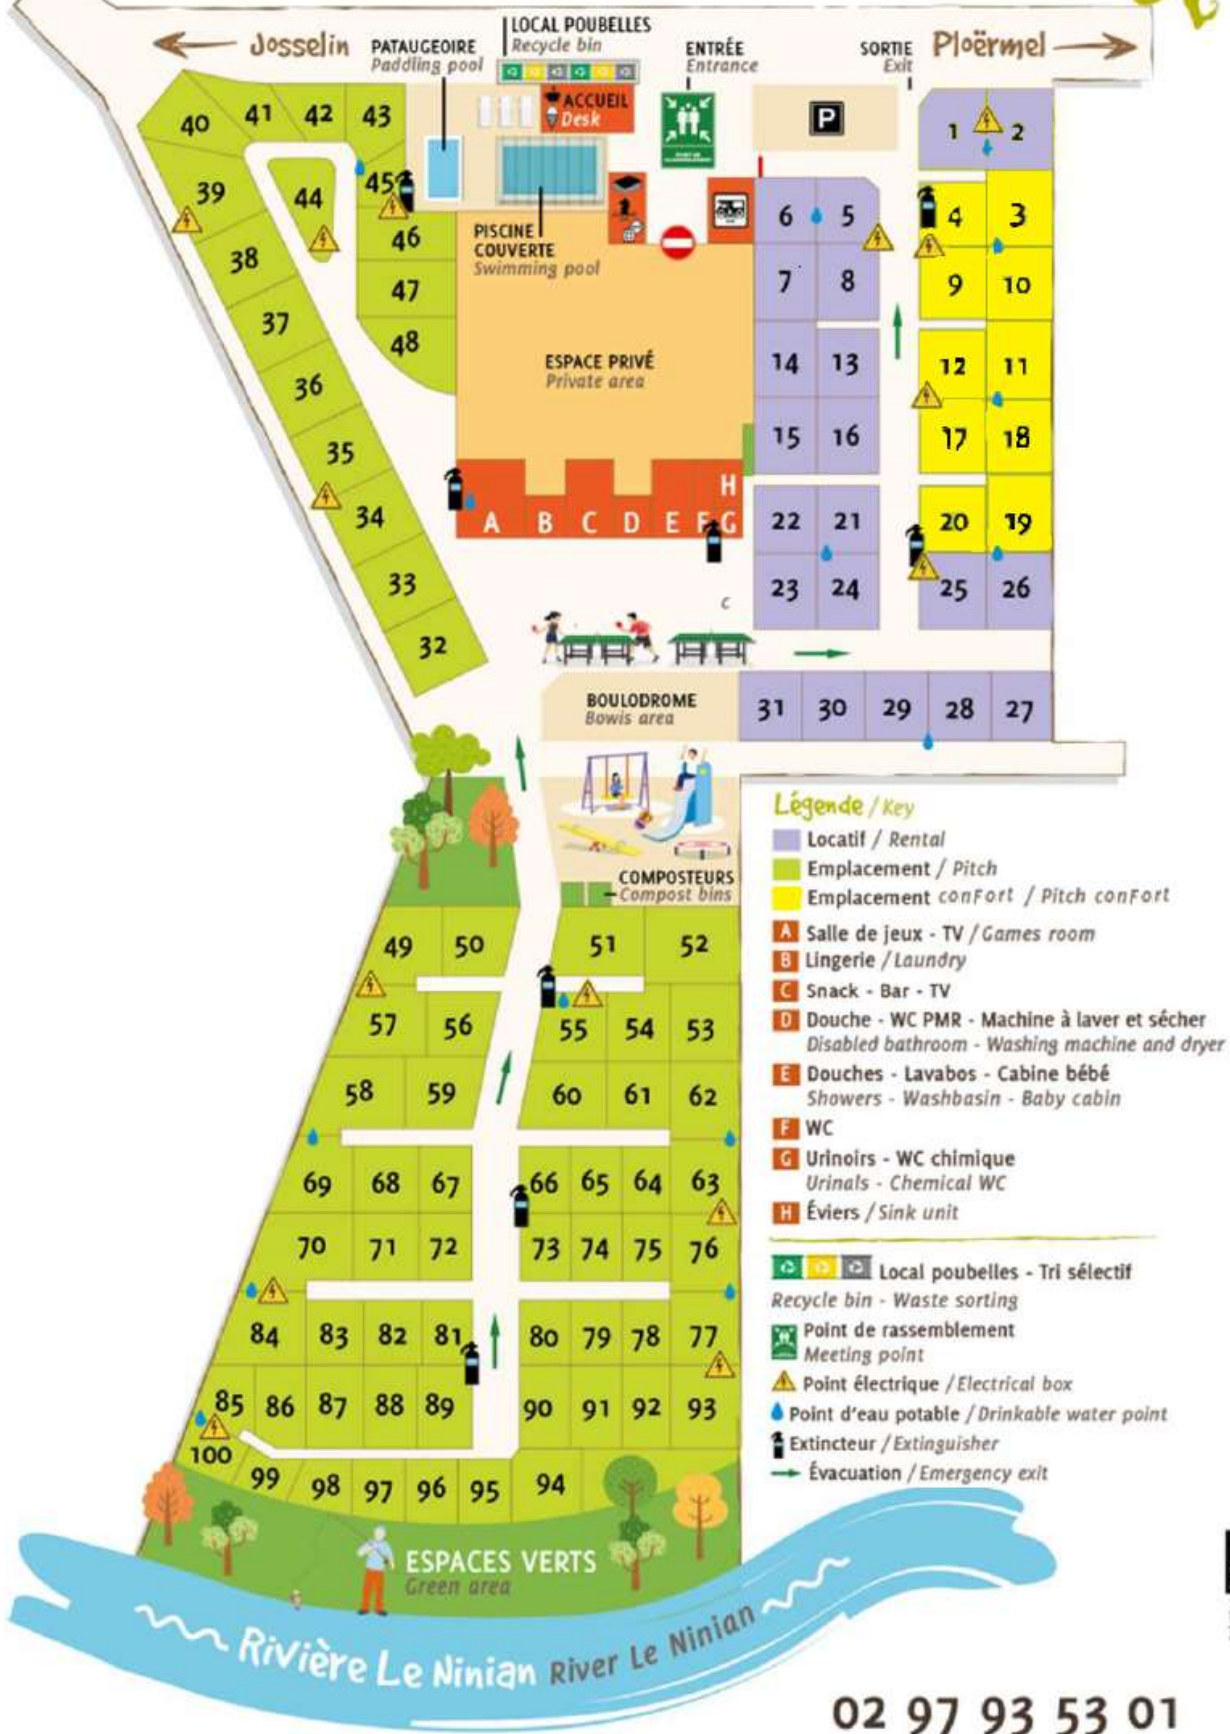 Josselin
PATAUGEOIRE
Paddling pool
LOCAL POUBELLES
Recycle bin
ENTRÉE
Entrance
SORTIE
Exit
Ploërmel
ACCUEIL
Desk
P
PISCINE
COUVERTE
Swimming pool
ESPACE PRIVÉ
Private area
40 41 42 43
39 44 45
38 46
37 47
36 48
35
34
33
32
1 2
6 5 4 3
7 8 9 10
14 13 12 11
15 16 17 18
22 21 20 19
23 24 25 26
H
A B C D E F G
c
31 30 29 28 27
BOULODROME
Bowis area
COMPOSTEURS
Compost bins
49 50 51 52
57 56 55 54 53
58 59 60 61 62
69 68 67 66 65 64 63
70 71 72 73 74 75 76
84 83 82 81 80 79 78 77
85 86 87 88 89 90 91 92 93
100 99 98 97 96 95 94
Légende / Key
Locatif / Rental
Emplacement / Pitch
Emplacement conFort / Pitch conFort
A Salle de jeux - TV / Games room
B Lingerie / Laundry
C Snack - Bar - TV
D Douche - WC PMR - Machine à laver et sécher
Disabled bathroom - Washing machine and dryer
E Douches - Lavabos - Cabine bébé
Showers - Washbasin - Baby cabin
F WC
G Urinoirs - WC chimique
Urinals - Chemical WC
H Éviers / Sink unit
Local poubelles - Tri sélectif
Recycle bin - Waste sorting
Point de rassemblement
Meeting point
Point électrique / Electrical box
Point d'eau potable / Drinkable water point
Extincteur / Extinguisher
Évacuation / Emergency exit
ESPACES VERTS
Green area
Rivière Le Ninian River Le Ninian
02 97 93 53 01